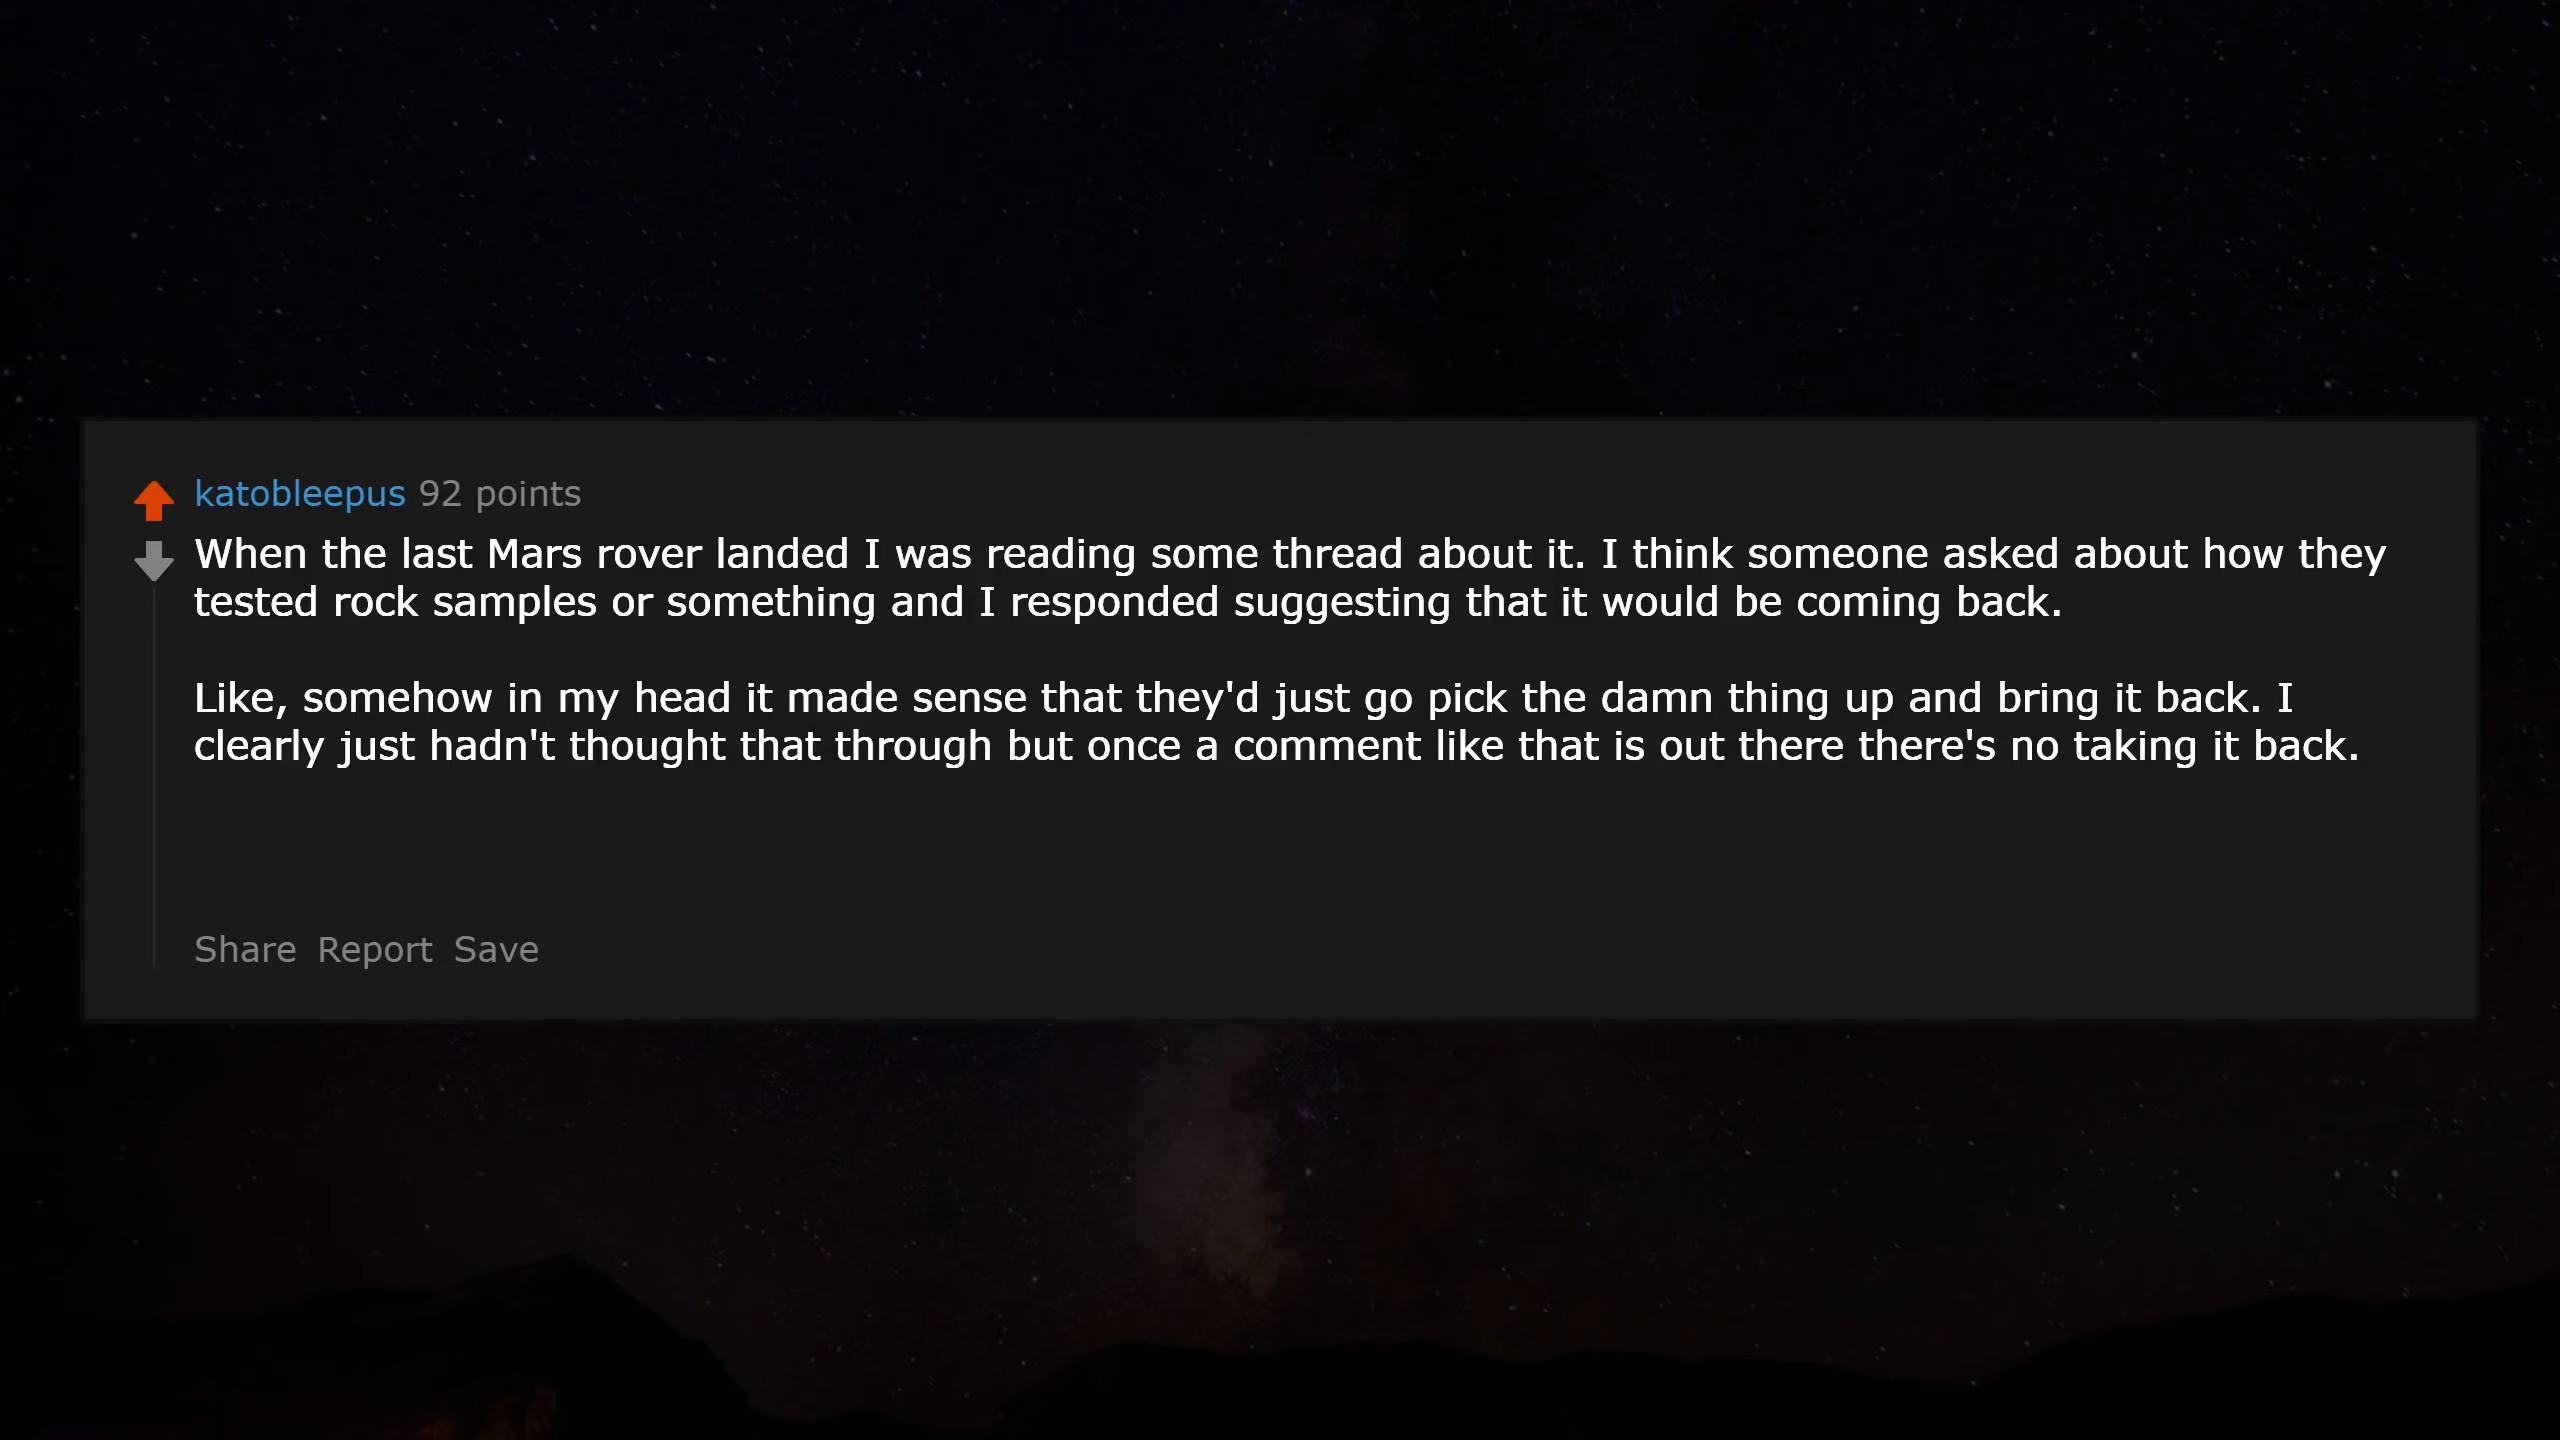 katobleepus 92 points
When the last Mars rover landed I was reading some thread about it. I think someone asked about how they
tested rock samples or something and I responded suggesting that it would be coming back.
Like, somehow in my head it made sense that they'd just go pick the damn thing up and bring it back. I
clearly just hadn't thought that through but once a comment like that is out there there's no taking it back.
Share Report Save